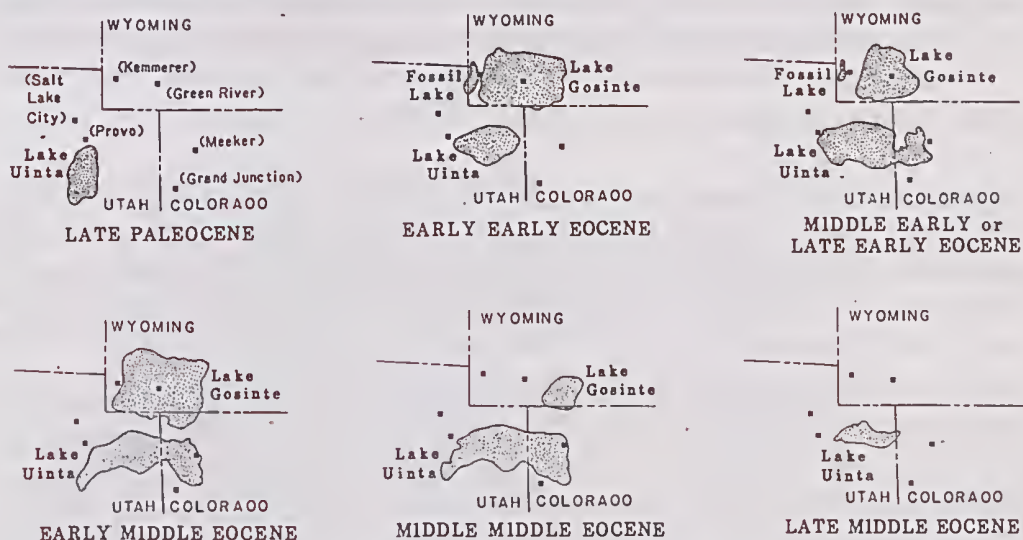 WYOMING
(Kemmerer)
(Salt
Lake
City)
(Green River)
(Provo)
Lake
Uinta
(Meeker)
(Grand Junction)
UTAH COLORAOO
LATE PALEOCENE
WYOMING
Fossil
Lake
Lake
Gosinte
Lake
Uinta
UTAH COLORAOO
EARLY EARLY EOCENE
WYOMING
Fossil
Lake
Lake
Gosinte
Lake
Uinta
UTAH COLORAOO
MIDDLE EARLY or
LATE EARLY EOCENE
WYOMING
Lake
Gosinte
Lake
Uinta
UTAH COLORAOO
EARLY MIDDLE EOCENE
WYOMING
Lake
Gosinte
Lake
Uinta
UTAH COLORAOO
MIDDLE MIDDLE EOCENE
WYOMING
Lake
Uinta
UTAH COLORAOO
LATE MIDDLE EOCENE